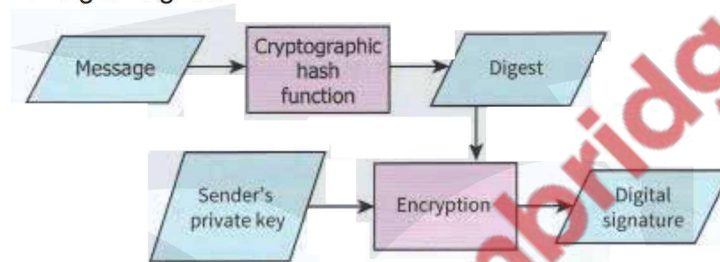 Message
Cryptographic
hash
function
Digest
Sender's
private key
Encryption
Digital
signature